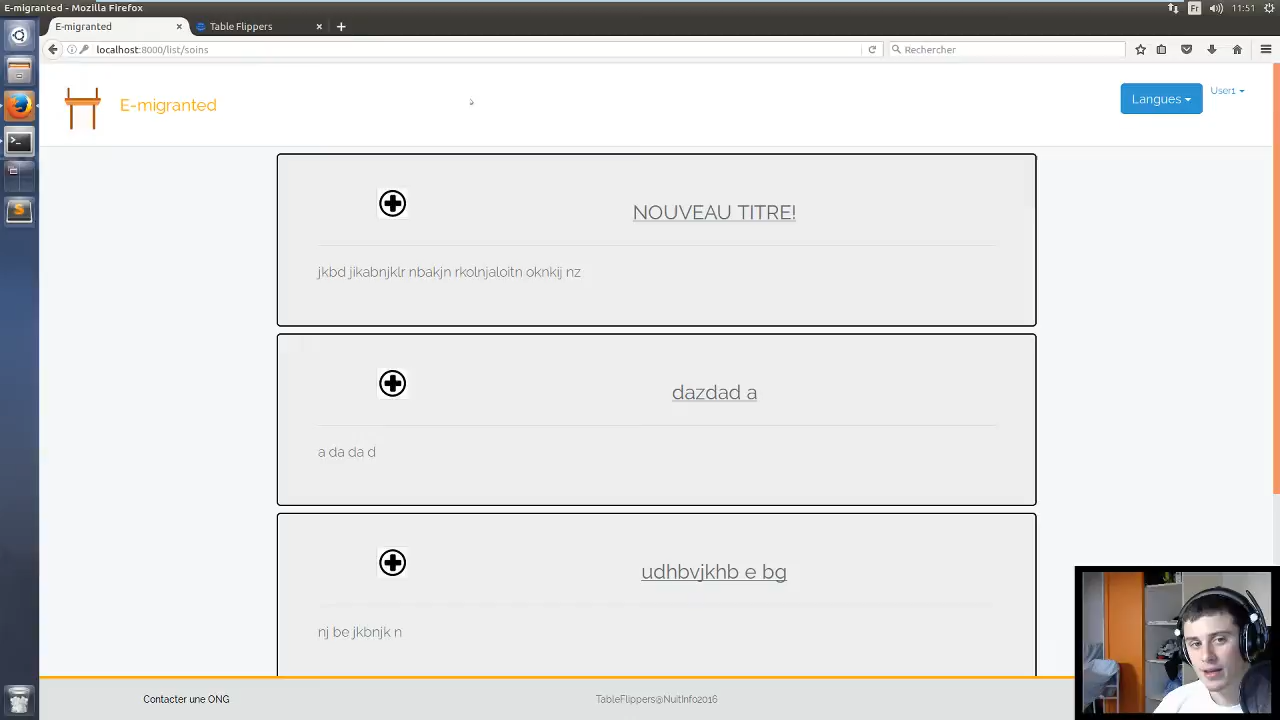 E-migranted - Mozilla Firefox
Fr
11:51
E-migranted
Table Flippers
localhost:8000/list/soins
Rechercher
E-migranted
Langues
User1
NOUVEAU TITRE!
jkbd jikabnjklr nbakjn rkolnjaloitn oknkij nz
dazdad a
a da da d
udhbvjkhb e bg
nj be jkbnjk n
Contacter une ONG
TableFlippers@NuitInfo2016